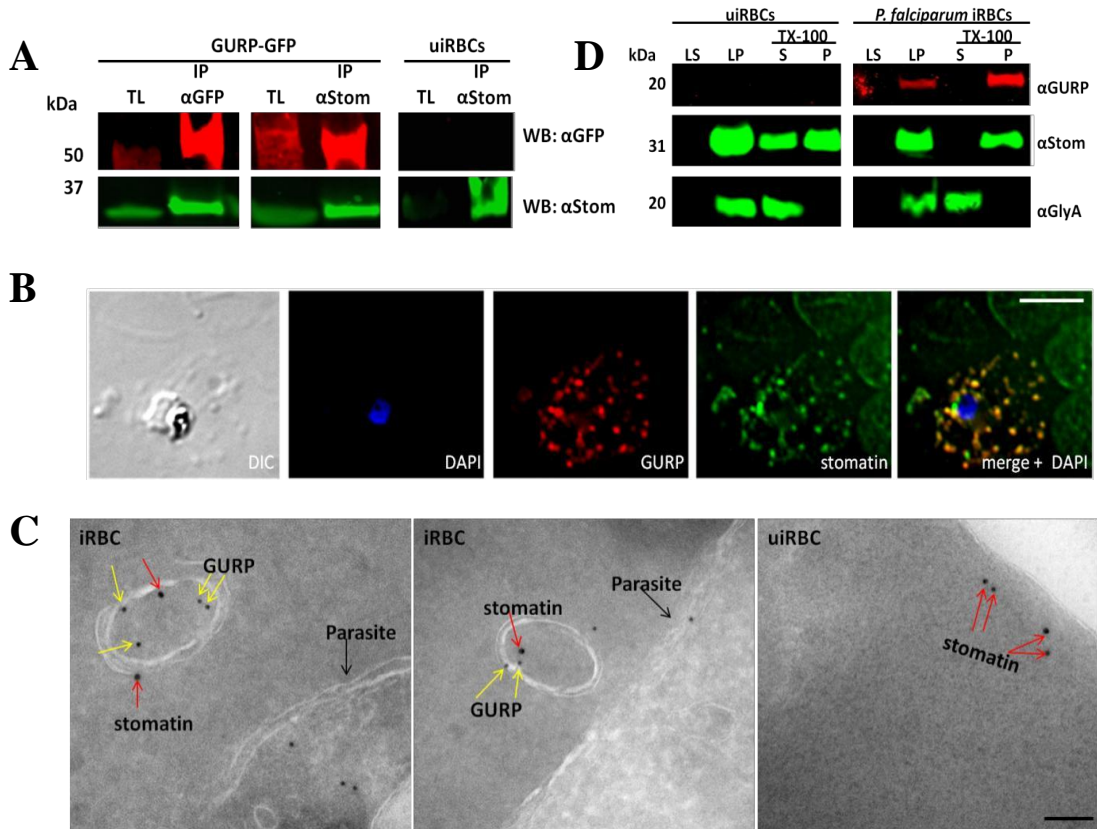 A
GURP-GFP
uiRBCs
IP
IP
IP
kDa
TL
αGFP
TL
αStom
TL
αStom
WB: αGFP
50
37
WB: αStom
D
uiRBCs
P. falciparum iRBCs
TX-100
TX-100
kDa
LS
LP
S
P
LS
LP
S
P
20
αGURP
31
αStom
20
αGlyA
B
DIC
DAPI
GURP
stomatin
merge + DAPI
C
iRBC
GURP
Parasite
stomatin
iRBC
Parasite
stomatin
GURP
uiRBC
stomatin